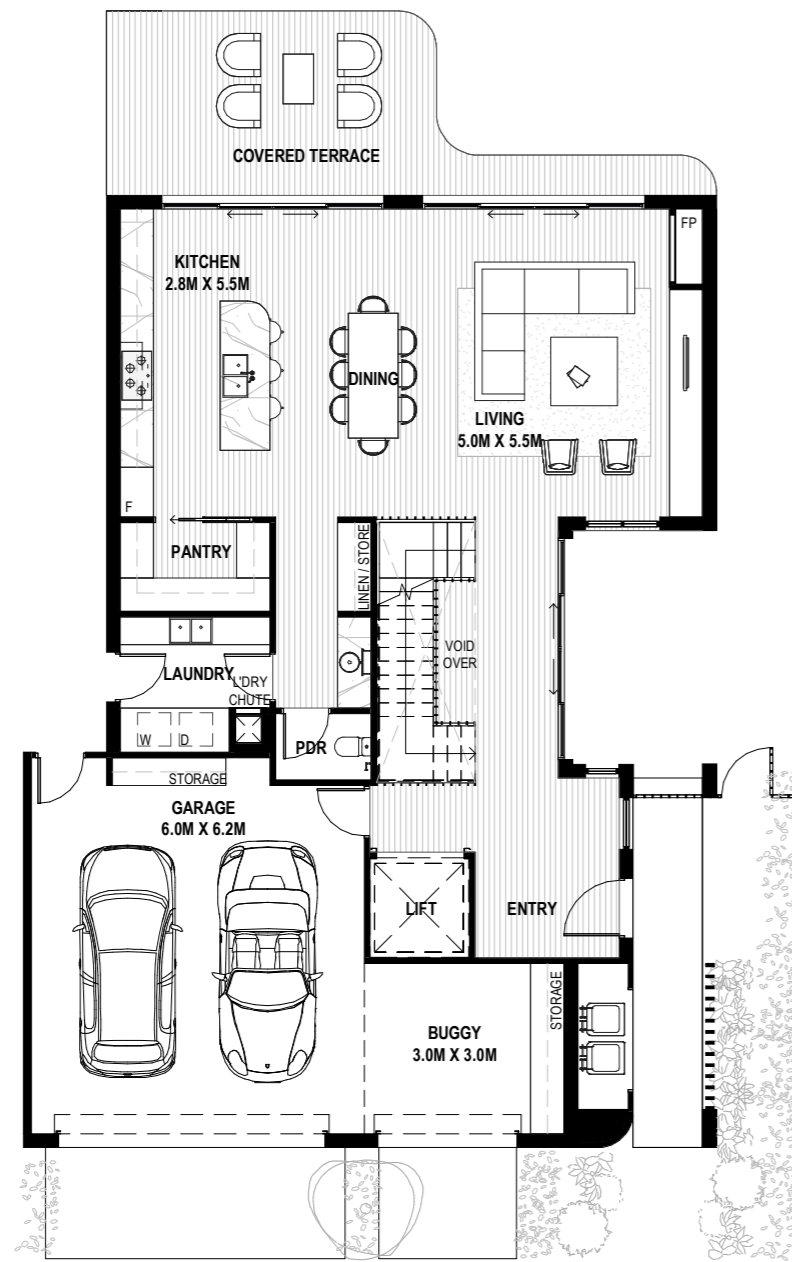 COVERED TERRACE
FP
KITCHEN
2.8M X 5.5M
DINING
LIVING
5.0M X 5.5M
F
PANTRY
LINEN / STORE
VOID
OVER
LAUNDRY
L'DRY
CHUTE
W
D
PDR
STORAGE
GARAGE
6.0M X 6.2M
LIFT
ENTRY
STORAGE
BUGGY
3.0M X 3.0M